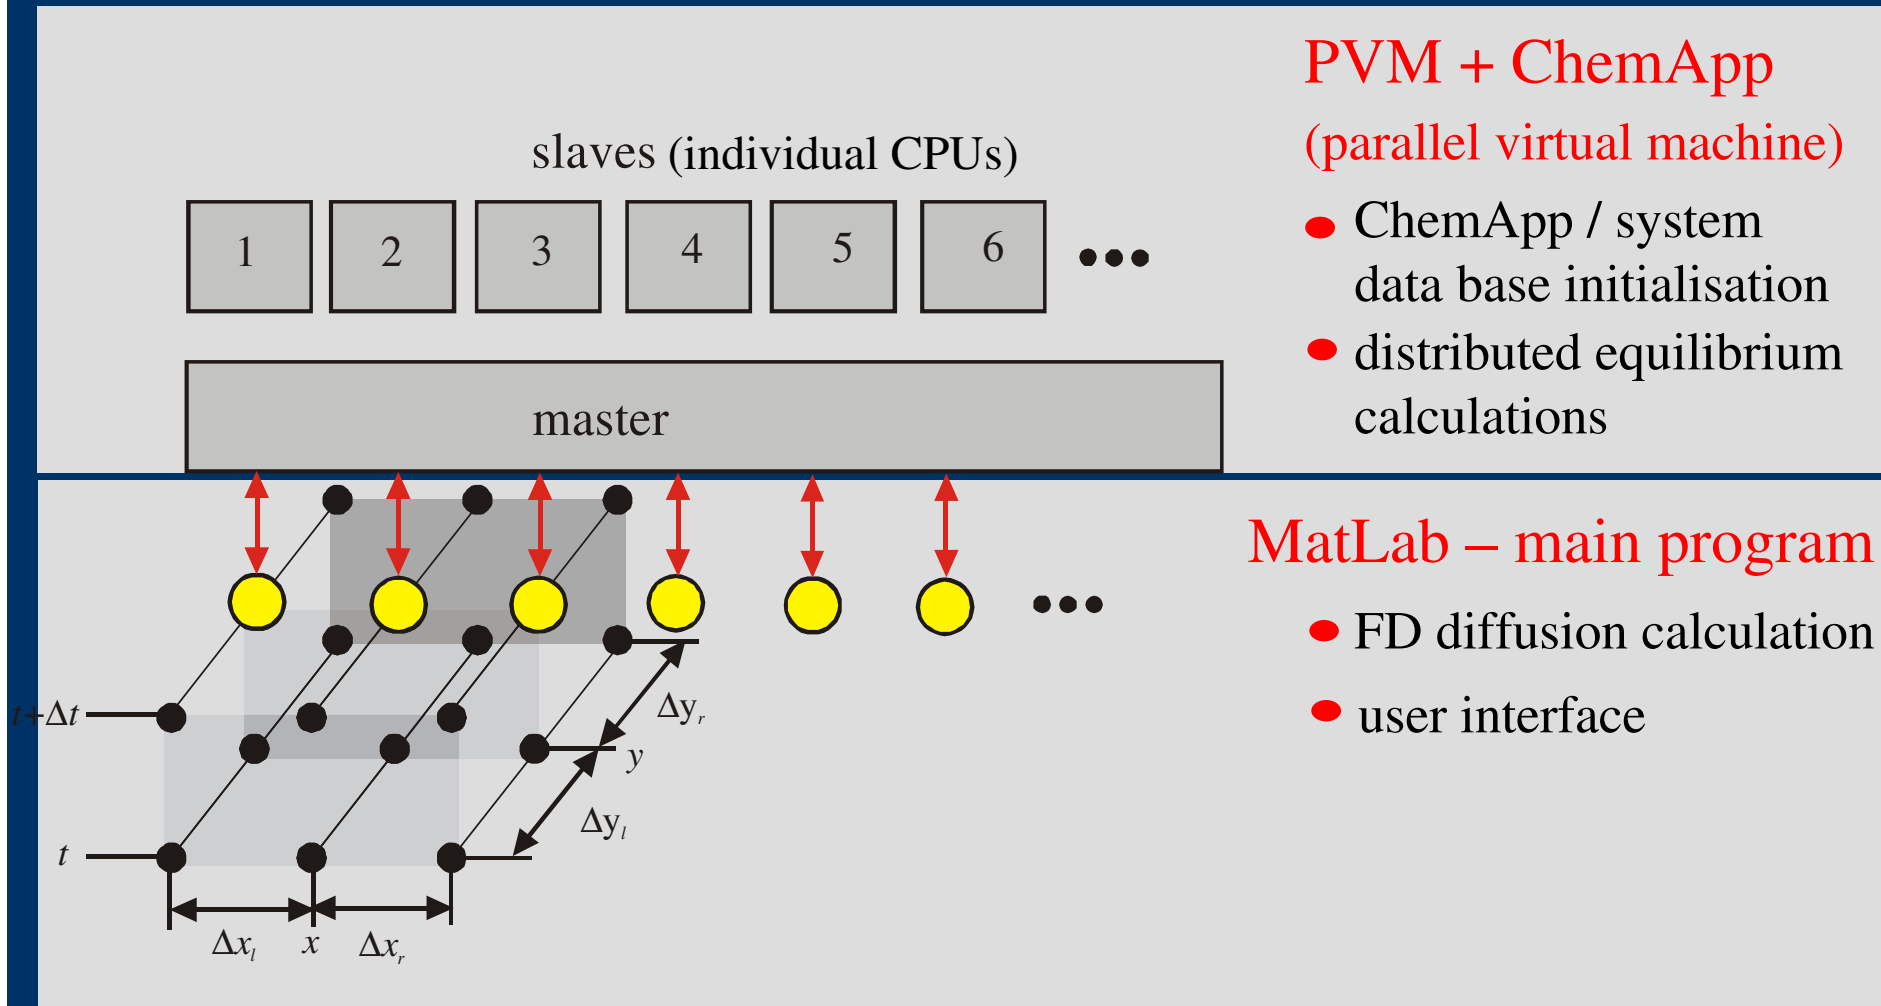 PVM + ChemApp
(parallel virtual machine)
slaves (individual CPUs)
1 2 3 4 5 6 •••
• ChemApp / system
data base initialisation
• distributed equilibrium
calculations
master
MatLab – main program
• FD diffusion calculation
• user interface
•••
t+Δt
Δyᵣ
y
Δyₗ
t
Δxₗ x Δxᵣ